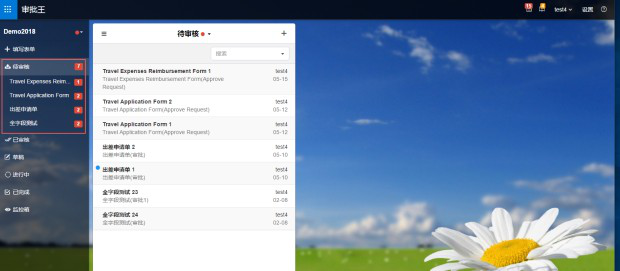 审批王
15
4
test4
设置
Demo2018
填写表单
待审核 7
Travel Expenses Reim... 1
Travel Application Form 2
出差申请单 2
全字段测试 2
已审核
草稿
进行中
已完成
监控箱
待审核
搜索
Travel Expenses Reimbursement Form 1 test4
Travel Expenses Reimbursement Form(Approve Request) 05-15
Travel Application Form 2 test4
Travel Application Form(Approve Request) 05-12
Travel Application Form 1 test4
Travel Application Form(Approve Request) 05-12
出差申请单 2 test4
出差申请单(审批) 05-10
出差申请单 1 test4
出差申请单(审批) 05-10
全字段测试 23 test4
全字段测试(审批1) 02-08
全字段测试 24 test4
全字段测试(审批) 02-08